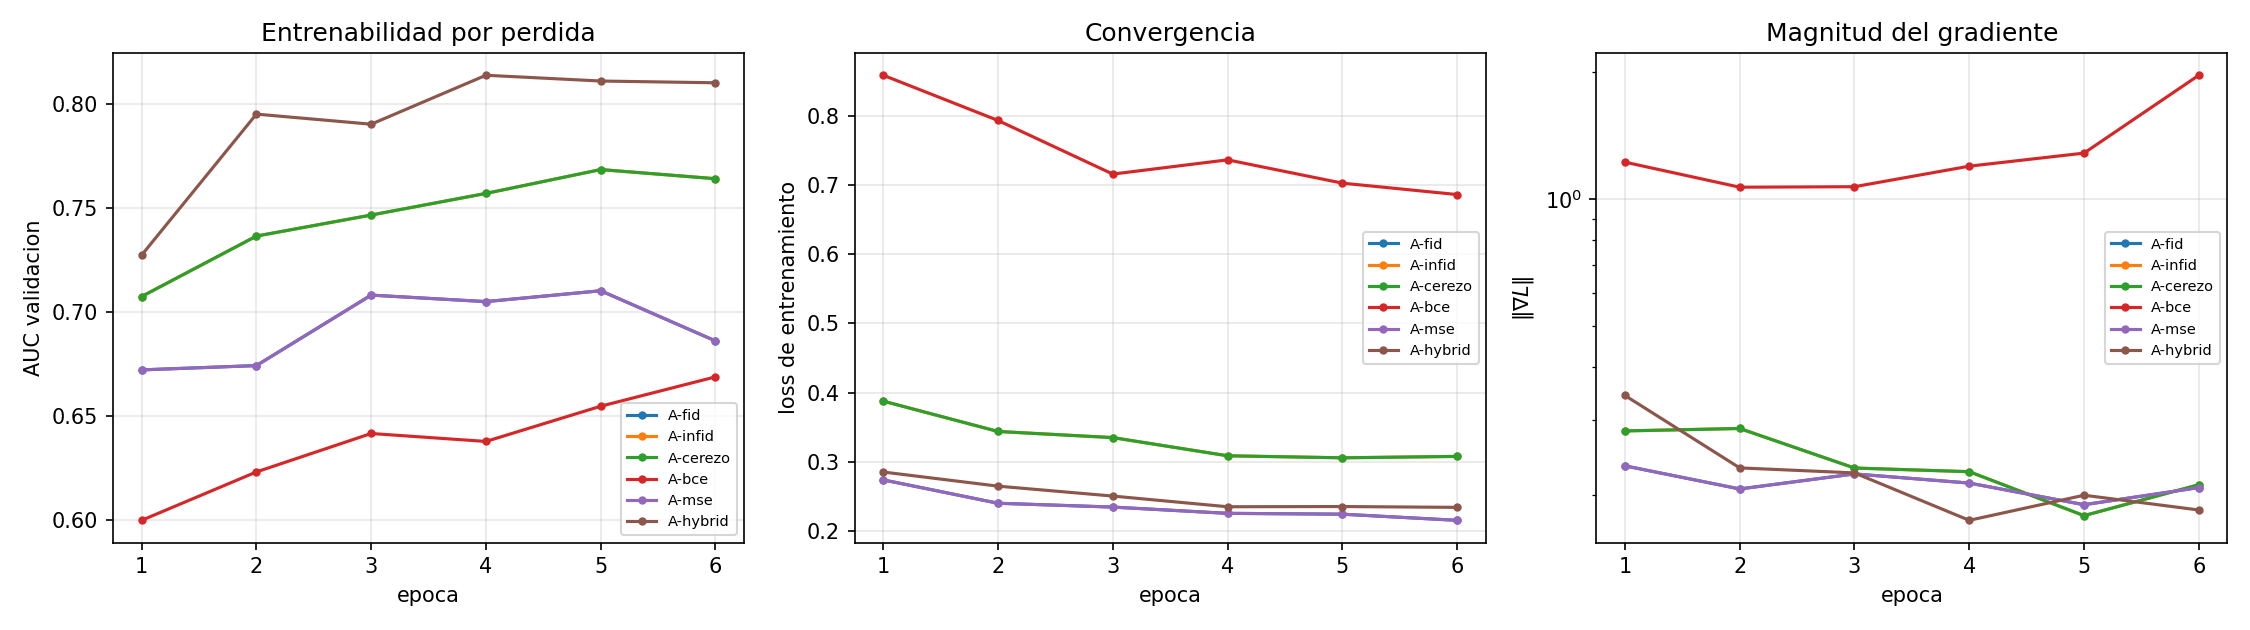 Entrenabilidad por perdida
AUC validacion
0.80
0.75
0.70
0.65
0.60
1 2 3 4 5 6
epoca
A-fid
A-infid
A-cerezo
A-bce
A-mse
A-hybrid
Convergencia
loss de entrenamiento
0.8
0.7
0.6
0.5
0.4
0.3
0.2
1 2 3 4 5 6
epoca
A-fid
A-infid
A-cerezo
A-bce
A-mse
A-hybrid
Magnitud del gradiente
‖∇L‖
10⁰
1 2 3 4 5 6
epoca
A-fid
A-infid
A-cerezo
A-bce
A-mse
A-hybrid